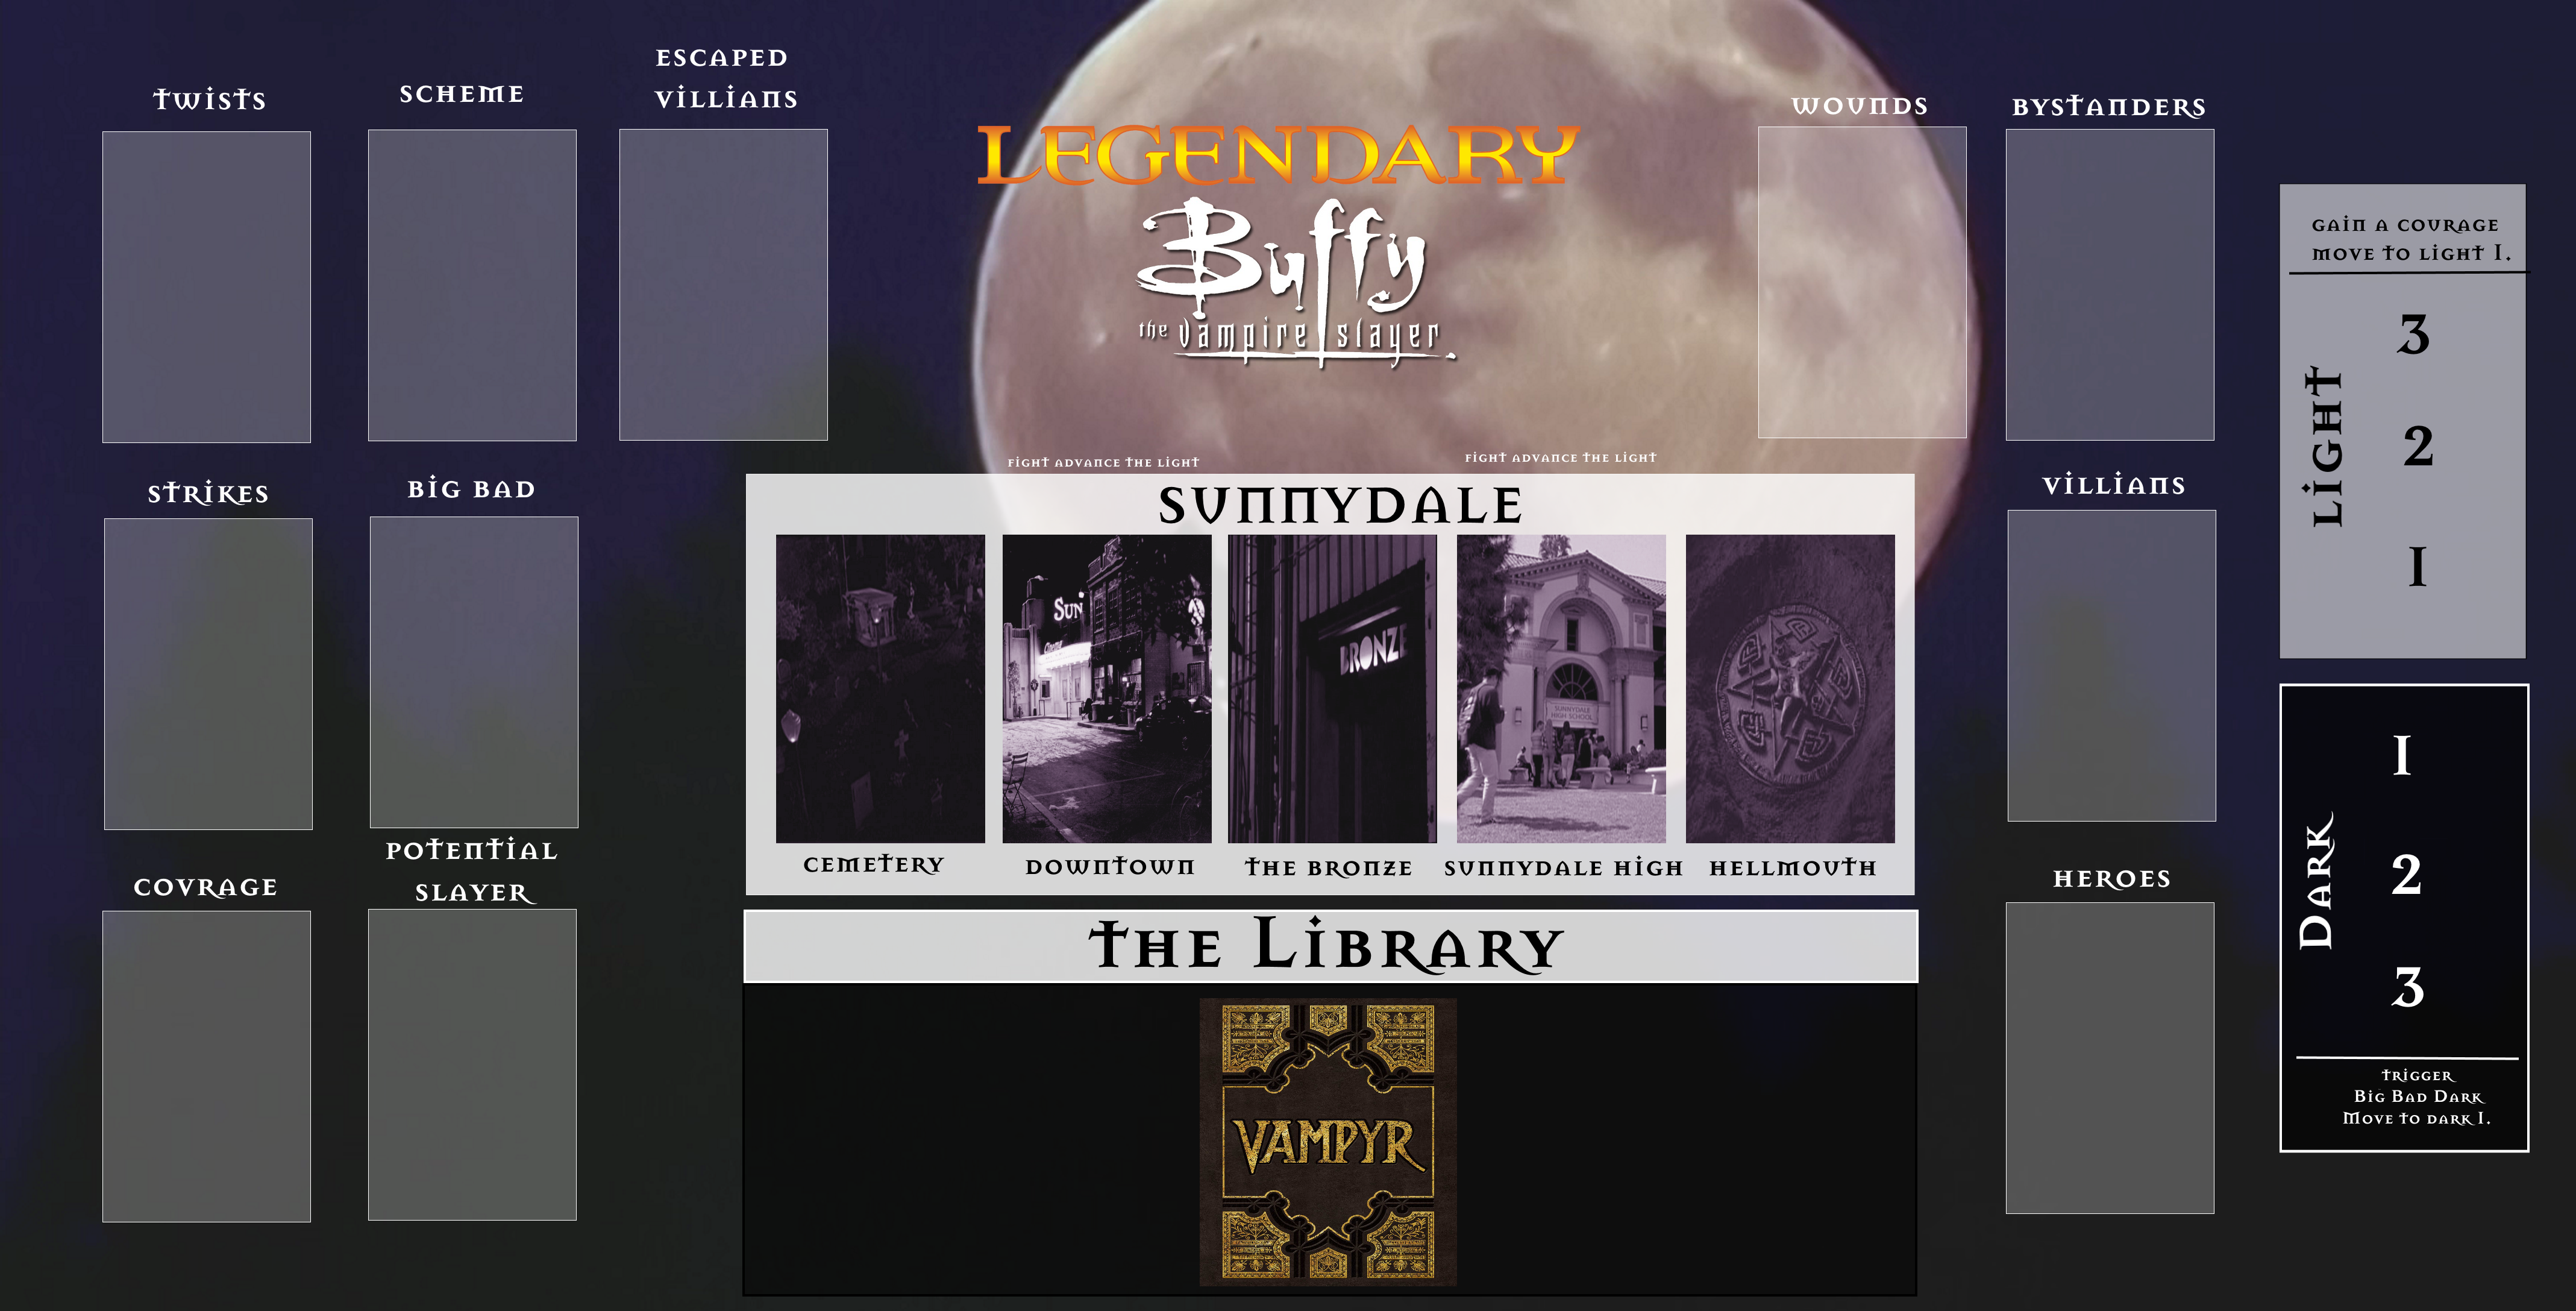 TWISTS
SCHEME
ESCAPED
VILLIANS
WOUNDS
BYSTANDERS
LEGENDARY
Buffy
the vampire slayer
GAIN A COURAGE
MOVE TO LIGHT 1.
LIGHT
3
2
1
FIGHT ADVANCE THE LIGHT
FIGHT ADVANCE THE LIGHT
STRIKES
BIG BAD
SUNNYDALE
VILLIANS
SUN
BRONZE
SUNNYDALE
HIGH SCHOOL
CEMETERY
DOWNTOWN
THE BRONZE
SUNNYDALE HIGH
HELLMOUTH
COURAGE
POTENTIAL
SLAYER
HEROES
THE LIBRARY
VAMPYR
DARK
1
2
3
TRIGGER
BIG BAD DARK
MOVE TO DARK 1.